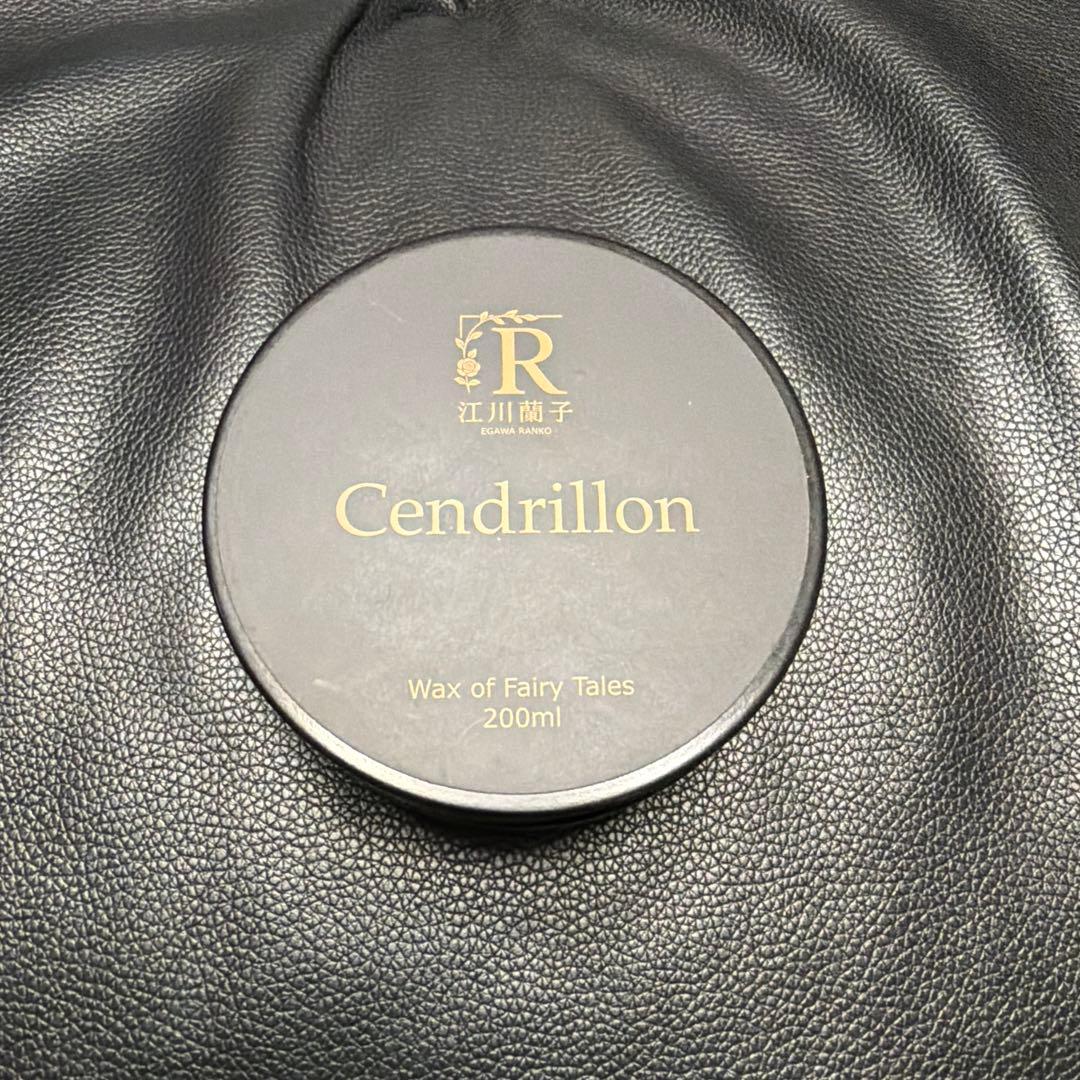 R
江川蘭子
EGAWA RANKO
Cendrillon
Wax of Fairy Tales
200ml